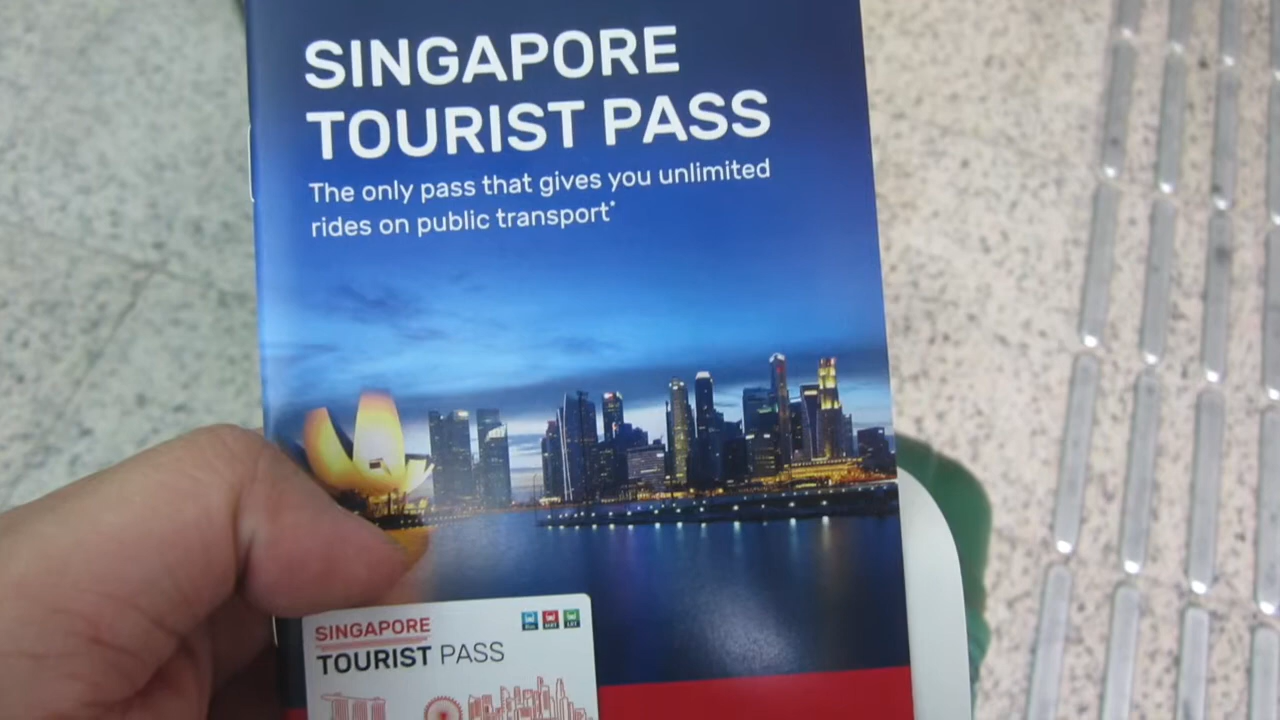 SINGAPORE
TOURIST PASS
The only pass that gives you unlimited
rides on public transport*
SINGAPORE
TOURIST PASS